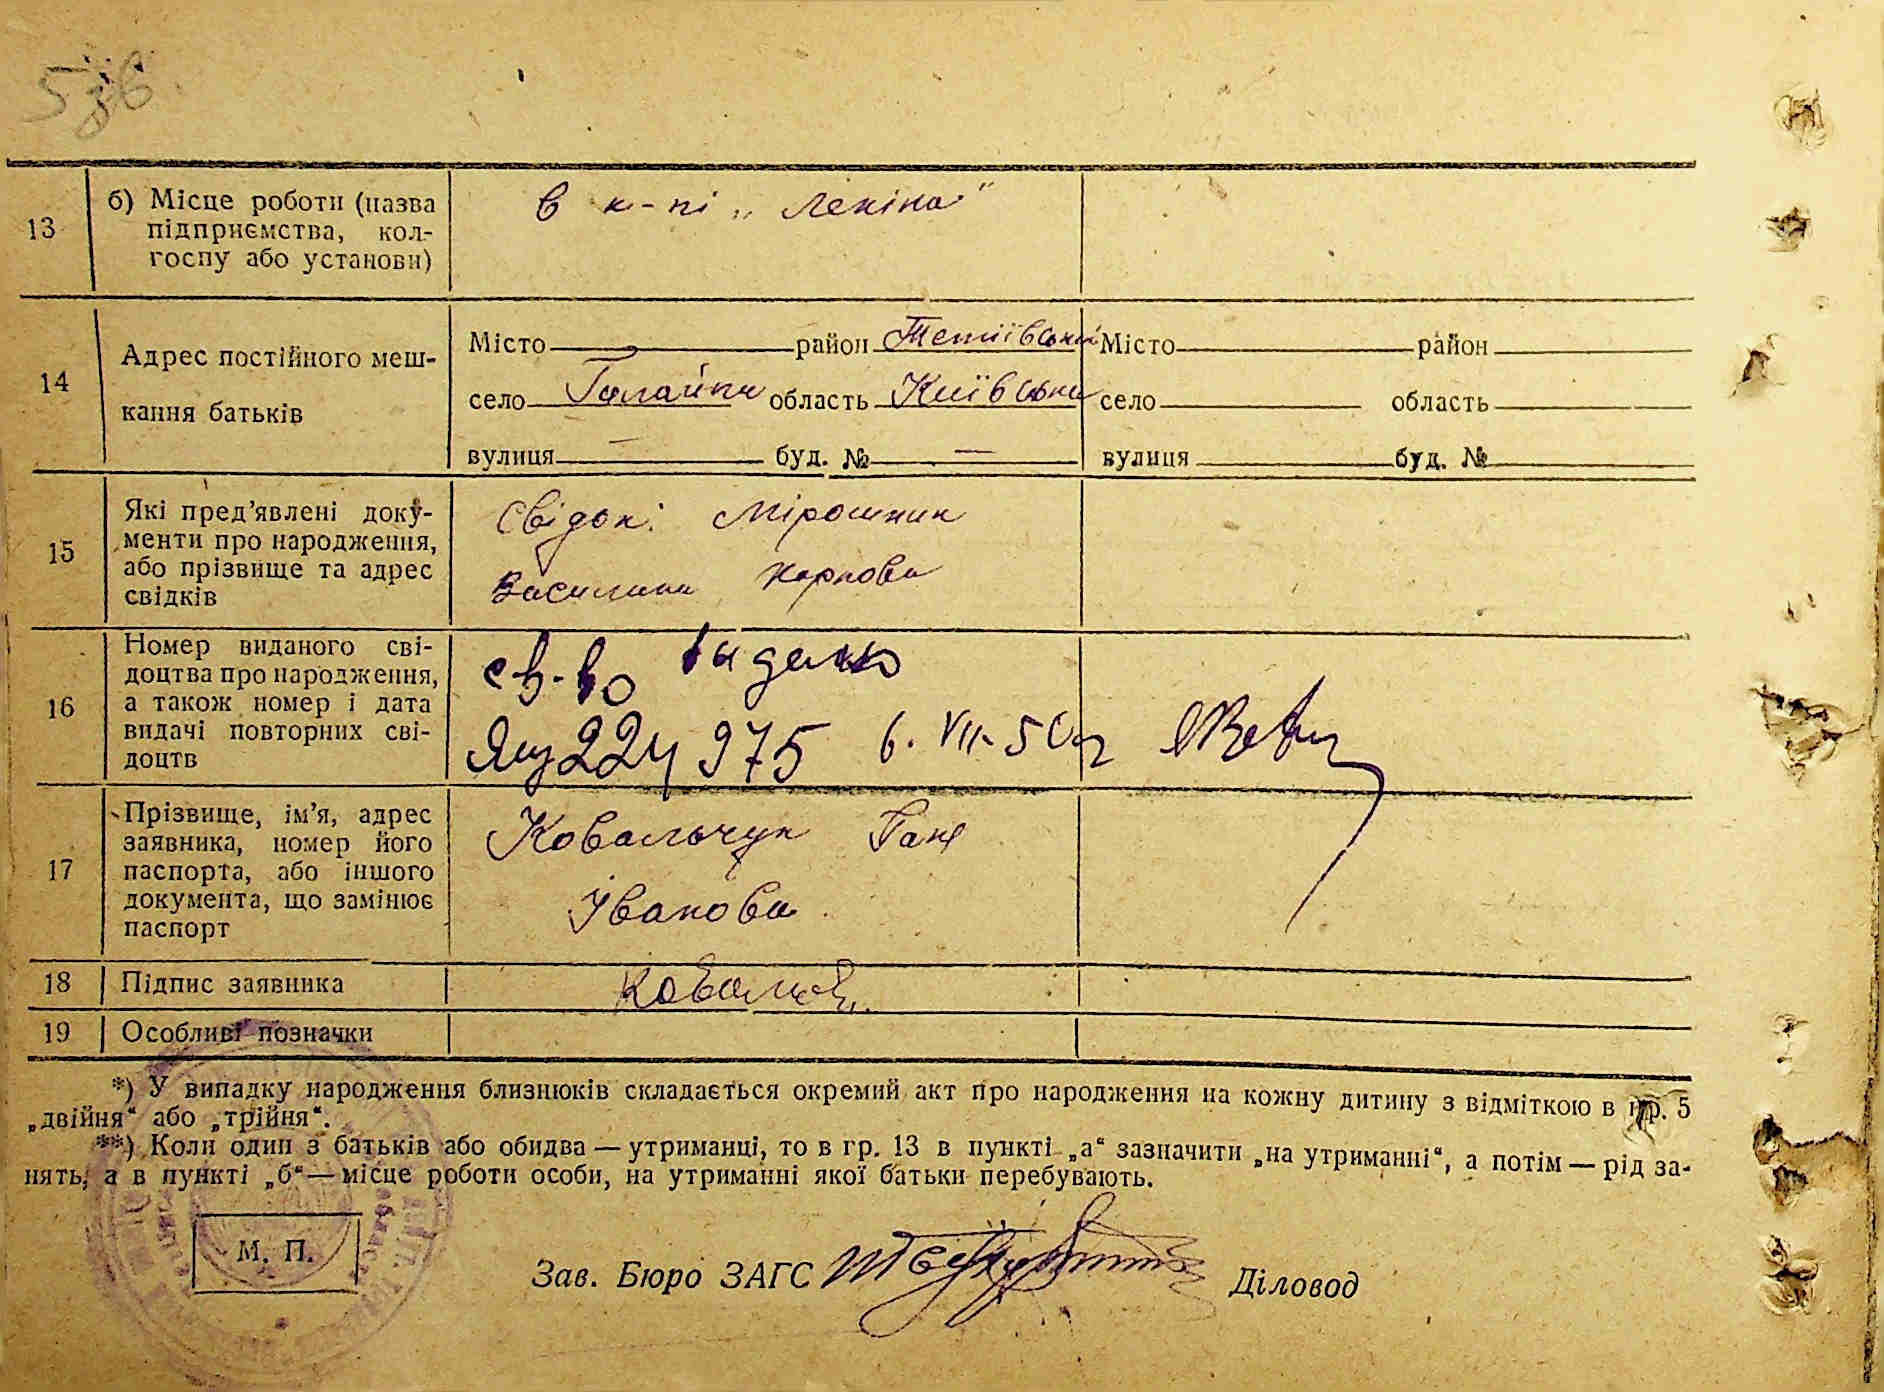 13
б) Місце роботи (назва
підприємства, кол-
госпу або установи)
в к-пі „Леніна"
14
Адрес постійного меш-
кання батьків
Місто район Тетіївський
село Галайки область Київська
вулиця — буд. № —
Місто район
село область
вулиця буд. №
15
Які пред'явлені доку-
менти про народження,
або прізвище та адрес
свідків
Свідок: Мірошник
Василина Карпова
16
Номер виданого сві-
доцтва про народження,
а також номер і дата
видачі повторних сві-
доцтв
св-во выдано
224975 6.VII-50г
17
Прізвище, ім'я, адрес
заявника, номер його
паспорта, або іншого
документа, що замінює
паспорт
Ковальчук Ганя
Іванова
18 Підпис заявника
19 Особливі позначки
*) У випадку народження близнюків складається окремий акт про народження на кожну дитину з відміткою в гр. 5
„двійня" або „трійня".
**) Коли один з батьків або обидва — утриманці, то в гр. 13 в пункті „а" зазначити „на утриманні", а потім — рід за-
нять, а в пункті „б" — місце роботи особи, на утриманні якої батьки перебувають.
М. П.
Зав. Бюро ЗАГС Діловод